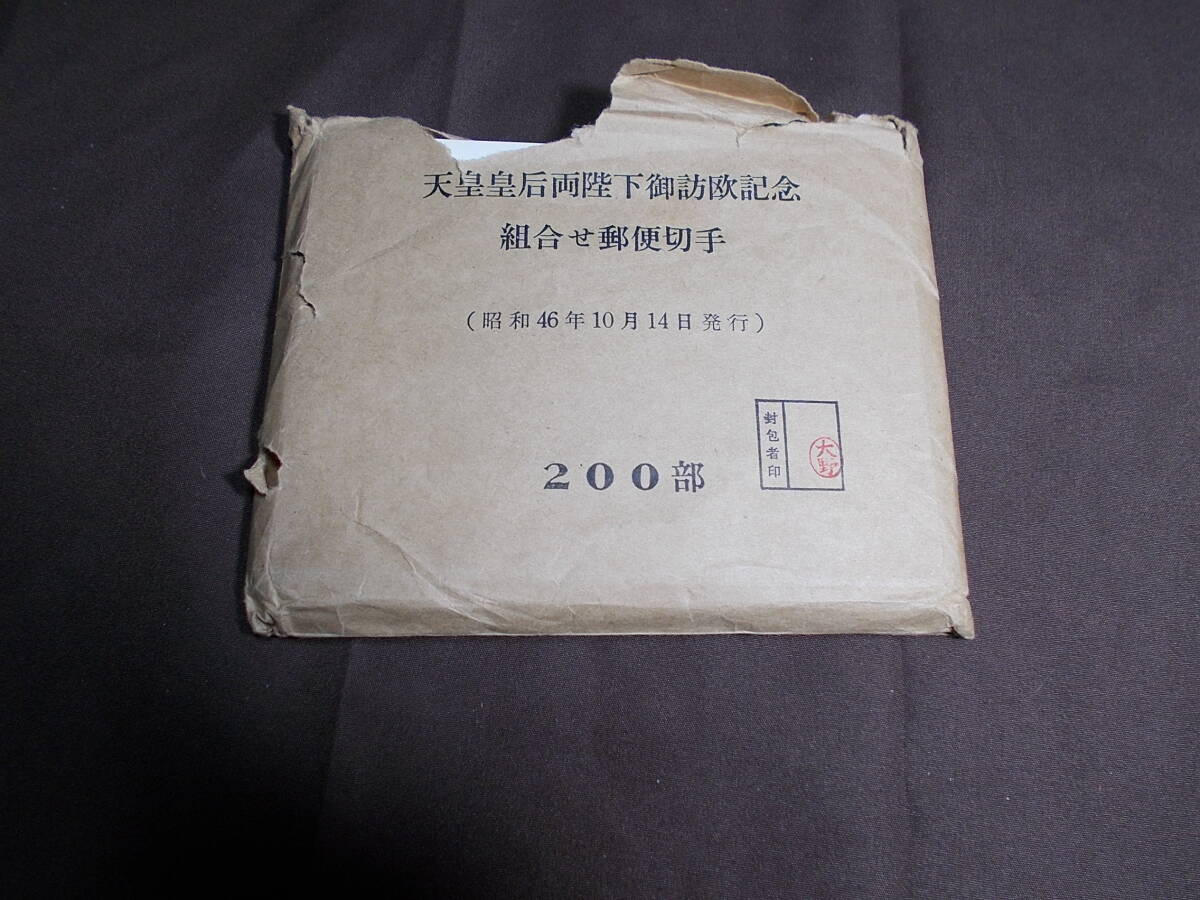 天皇皇后両陛下御訪欧記念
組合せ郵便切手
(昭和46年10月14日発行)
200部
封包者印
大野